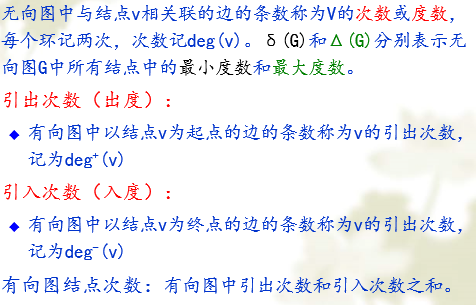 无向图中与结点v相关联的边的条数称为V的次数或度数，
每个环记两次，次数记deg(v)。δ(G)和Δ(G)分别表示无
向图G中所有结点中的最小度数和最大度数。
引出次数（出度）：
◆ 有向图中以结点v为起点的边的条数称为v的引出次数，
记为deg⁺(v)
引入次数（入度）：
◆ 有向图中以结点v为终点的边的条数称为v的引出次数，
记为deg⁻(v)
有向图结点次数：有向图中引出次数和引入次数之和。